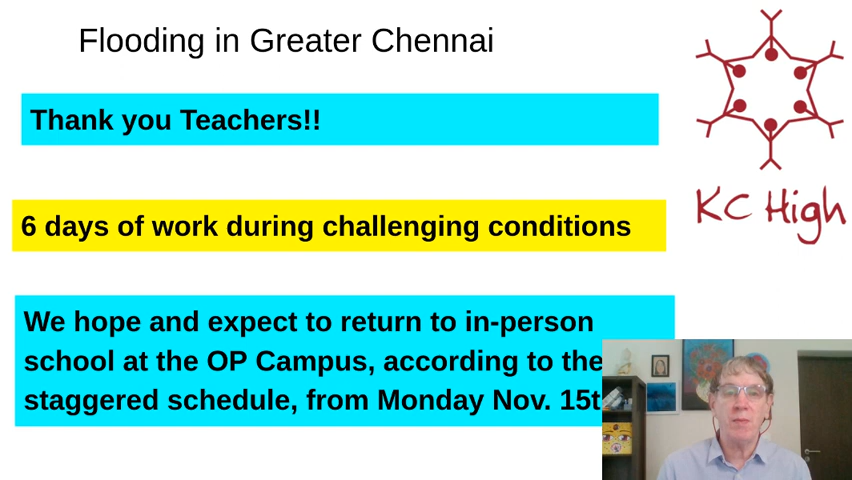 Flooding in Greater Chennai
Thank you Teachers!!
6 days of work during challenging conditions
We hope and expect to return to in-person
school at the OP Campus, according to the
staggered schedule, from Monday Nov. 15t
KC High